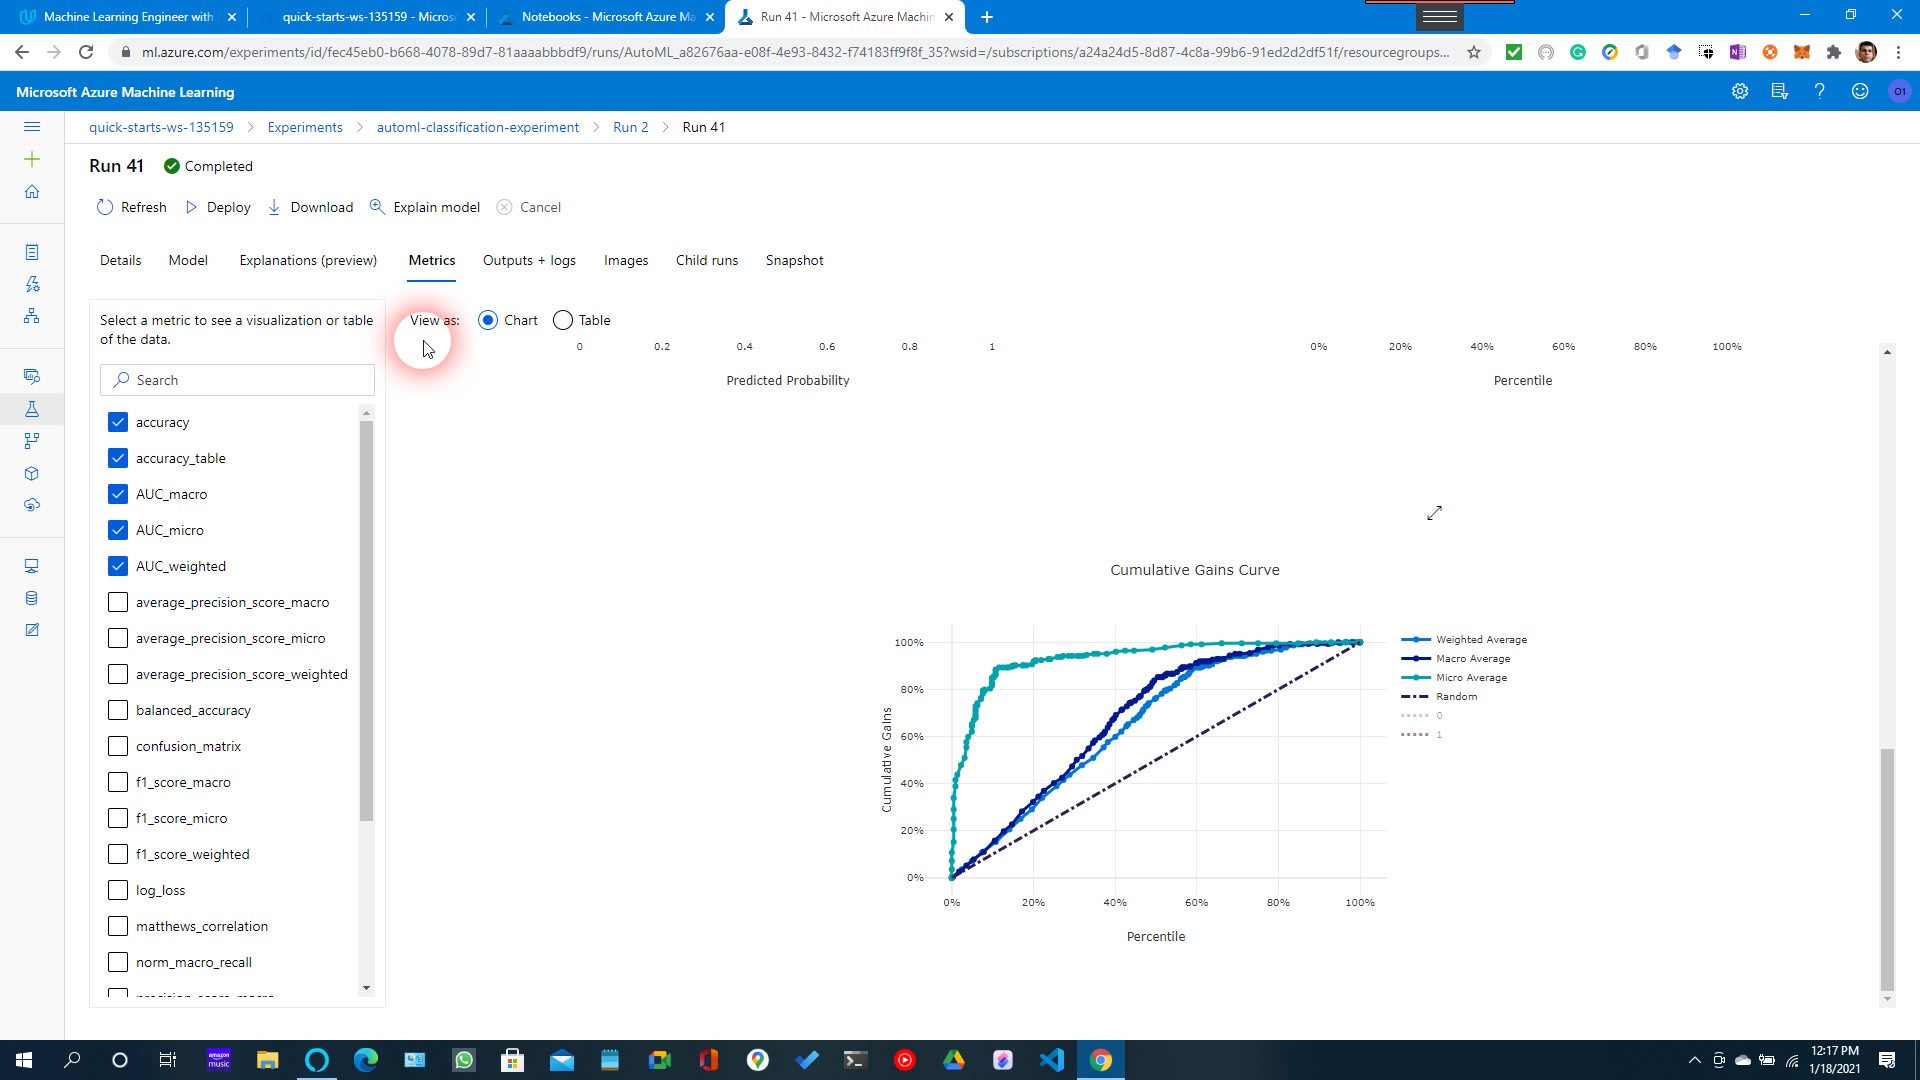 Machine Learning Engineer with
quick-starts-ws-135159 - Micros
Notebooks - Microsoft Azure Ma
Run 41 - Microsoft Azure Machin
ml.azure.com/experiments/id/fec45eb0-b668-4078-89d7-81aaaabbbdf9/runs/AutoML_a82676aa-e08f-4e93-8432-f74183ff9f8f_35?wsid=/subscriptions/a24a24d5-8d87-4c8a-99b6-91ed2d2df51f/resourcegroups...
Microsoft Azure Machine Learning
01
quick-starts-ws-135159 > Experiments > automl-classification-experiment > Run 2 > Run 41
Run 41 Completed
Refresh Deploy Download Explain model Cancel
Details Model Explanations (preview) Metrics Outputs + logs Images Child runs Snapshot
Select a metric to see a visualization or table
of the data.
Search
accuracy
accuracy_table
AUC_macro
AUC_micro
AUC_weighted
average_precision_score_macro
average_precision_score_micro
average_precision_score_weighted
balanced_accuracy
confusion_matrix
f1_score_macro
f1_score_micro
f1_score_weighted
log_loss
matthews_correlation
norm_macro_recall
View as: Chart Table
0 0.2 0.4 0.6 0.8 1
Predicted Probability
0% 20% 40% 60% 80% 100%
Percentile
Cumulative Gains Curve
100%
80%
60%
40%
20%
0%
Cumulative Gains
0% 20% 40% 60% 80% 100%
Percentile
Weighted Average
Macro Average
Micro Average
Random
0
1
amazon
music
12:17 PM
1/18/2021